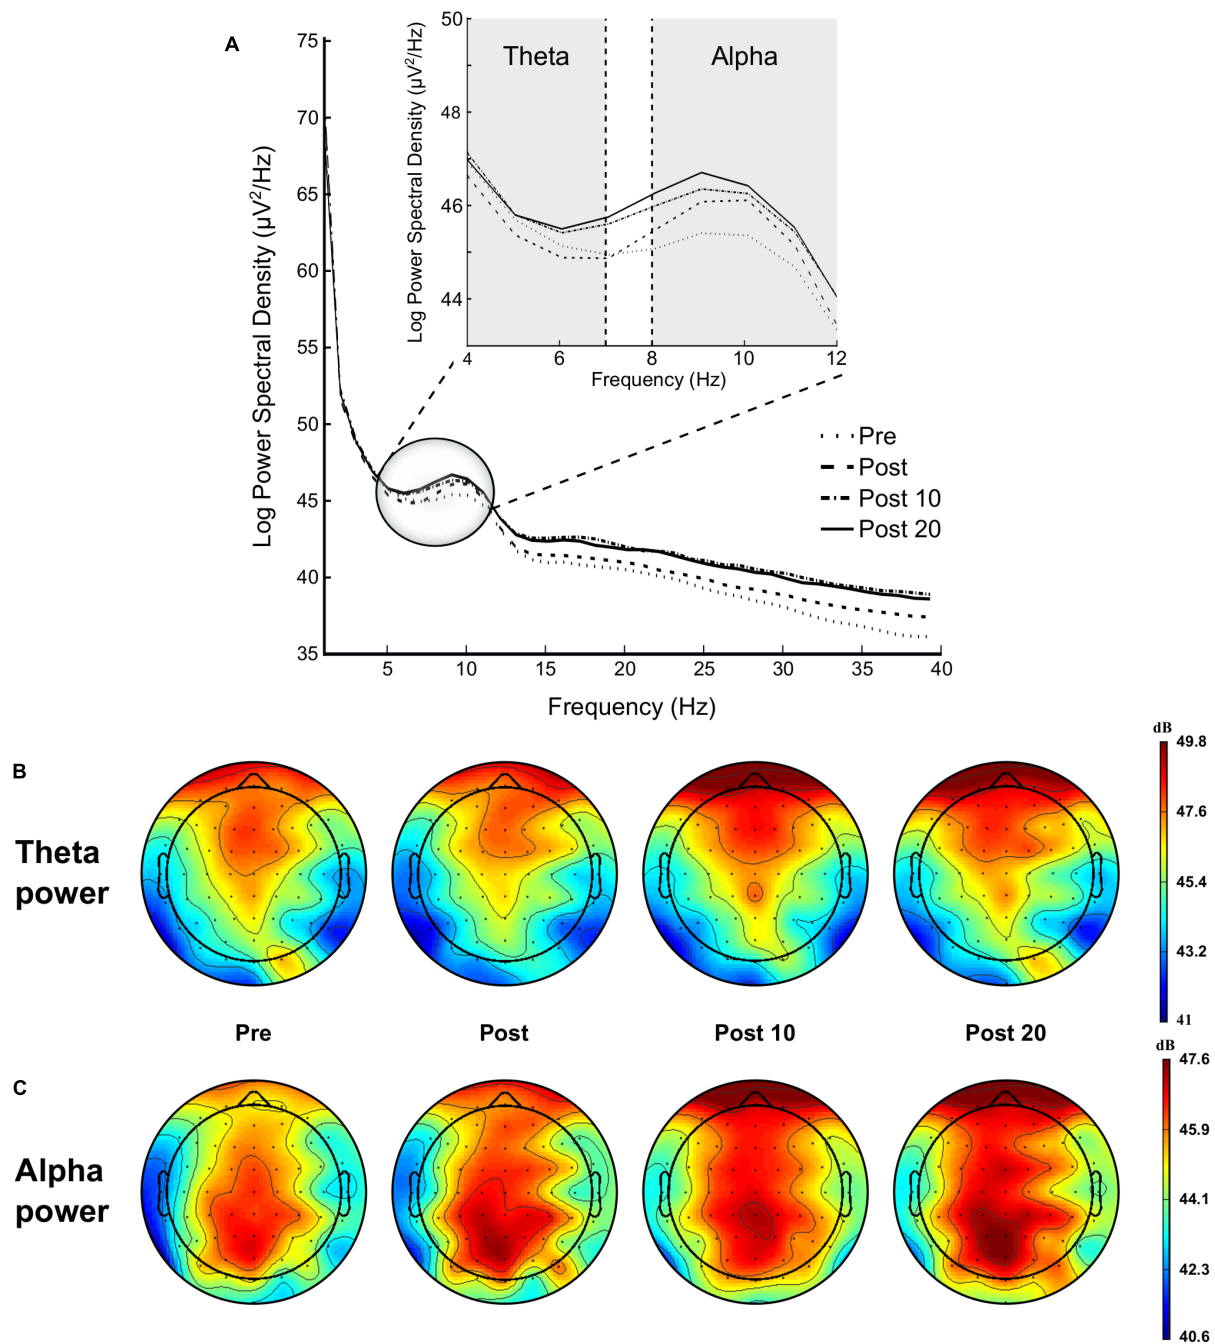 A
75
70
65
60
55
50
45
40
35
Log Power Spectral Density (µV²/Hz)
5
10
15
20
25
30
35
40
Frequency (Hz)
50
48
46
44
Log Power Spectral Density (µV²/Hz)
Theta
Alpha
4
6
8
10
12
Frequency (Hz)
Pre
Post
Post 10
Post 20
B
Theta
power
dB
49.8
47.6
45.4
43.2
41
Pre
Post
Post 10
Post 20
C
Alpha
power
dB
47.6
45.9
44.1
42.3
40.6